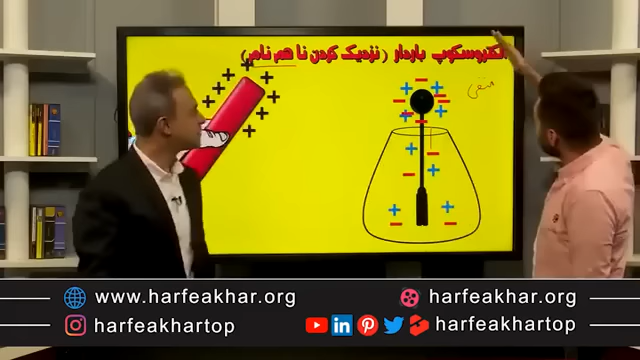 الکتروسکوپ باردار (نزدیک کردن نا هم نام)
منفی
www.harfeakhar.org
harfeakhar.org
harfeakhartop
harfeakhartop